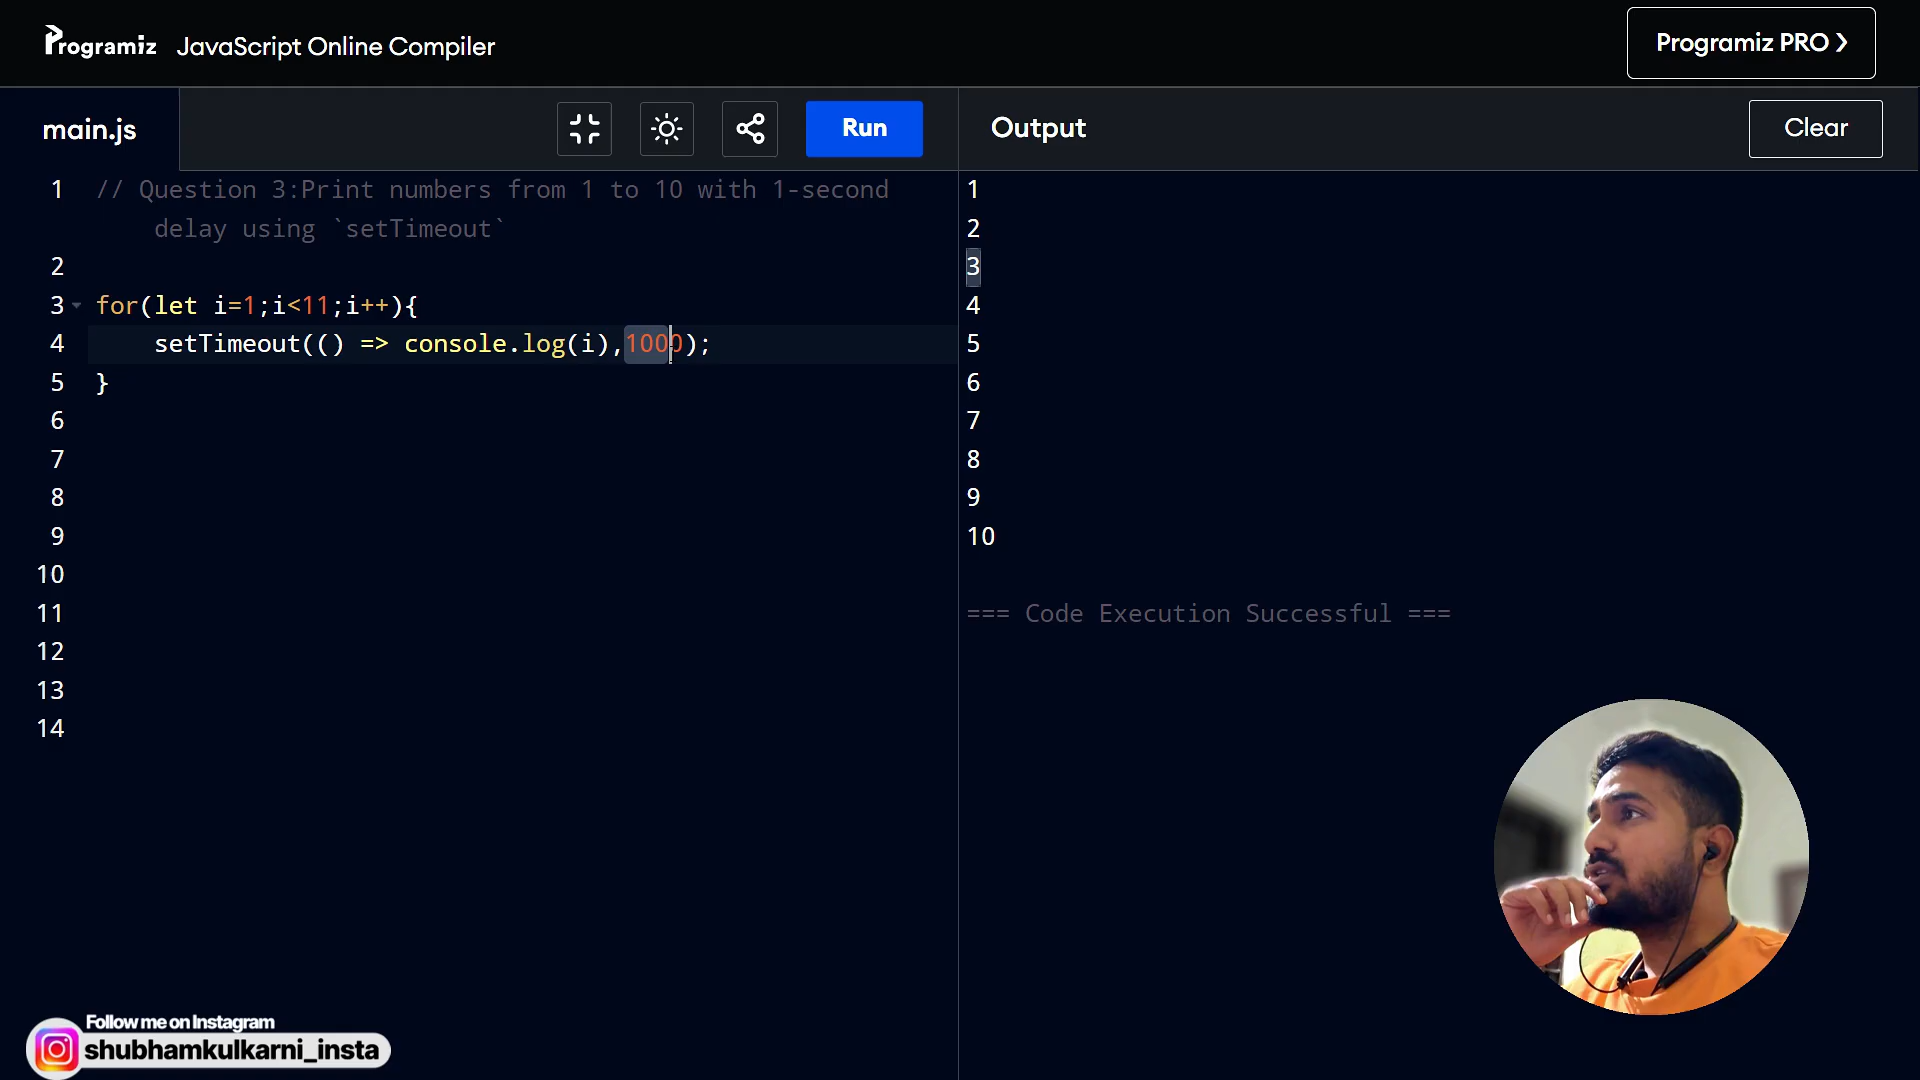 Programiz JavaScript Online Compiler
Programiz PRO ❯
main.js
Run
Output
Clear
1 // Question 3:Print numbers from 1 to 10 with 1-second
delay using `setTimeout`
2
3 for(let i=1;i<11;i++){
4 setTimeout(() => console.log(i),1000);
5 }
6
7
8
9
10
11
12
13
14
1
2
3
4
5
6
7
8
9
10
=== Code Execution Successful ===
Follow me on Instagram
shubhamkulkarni_insta